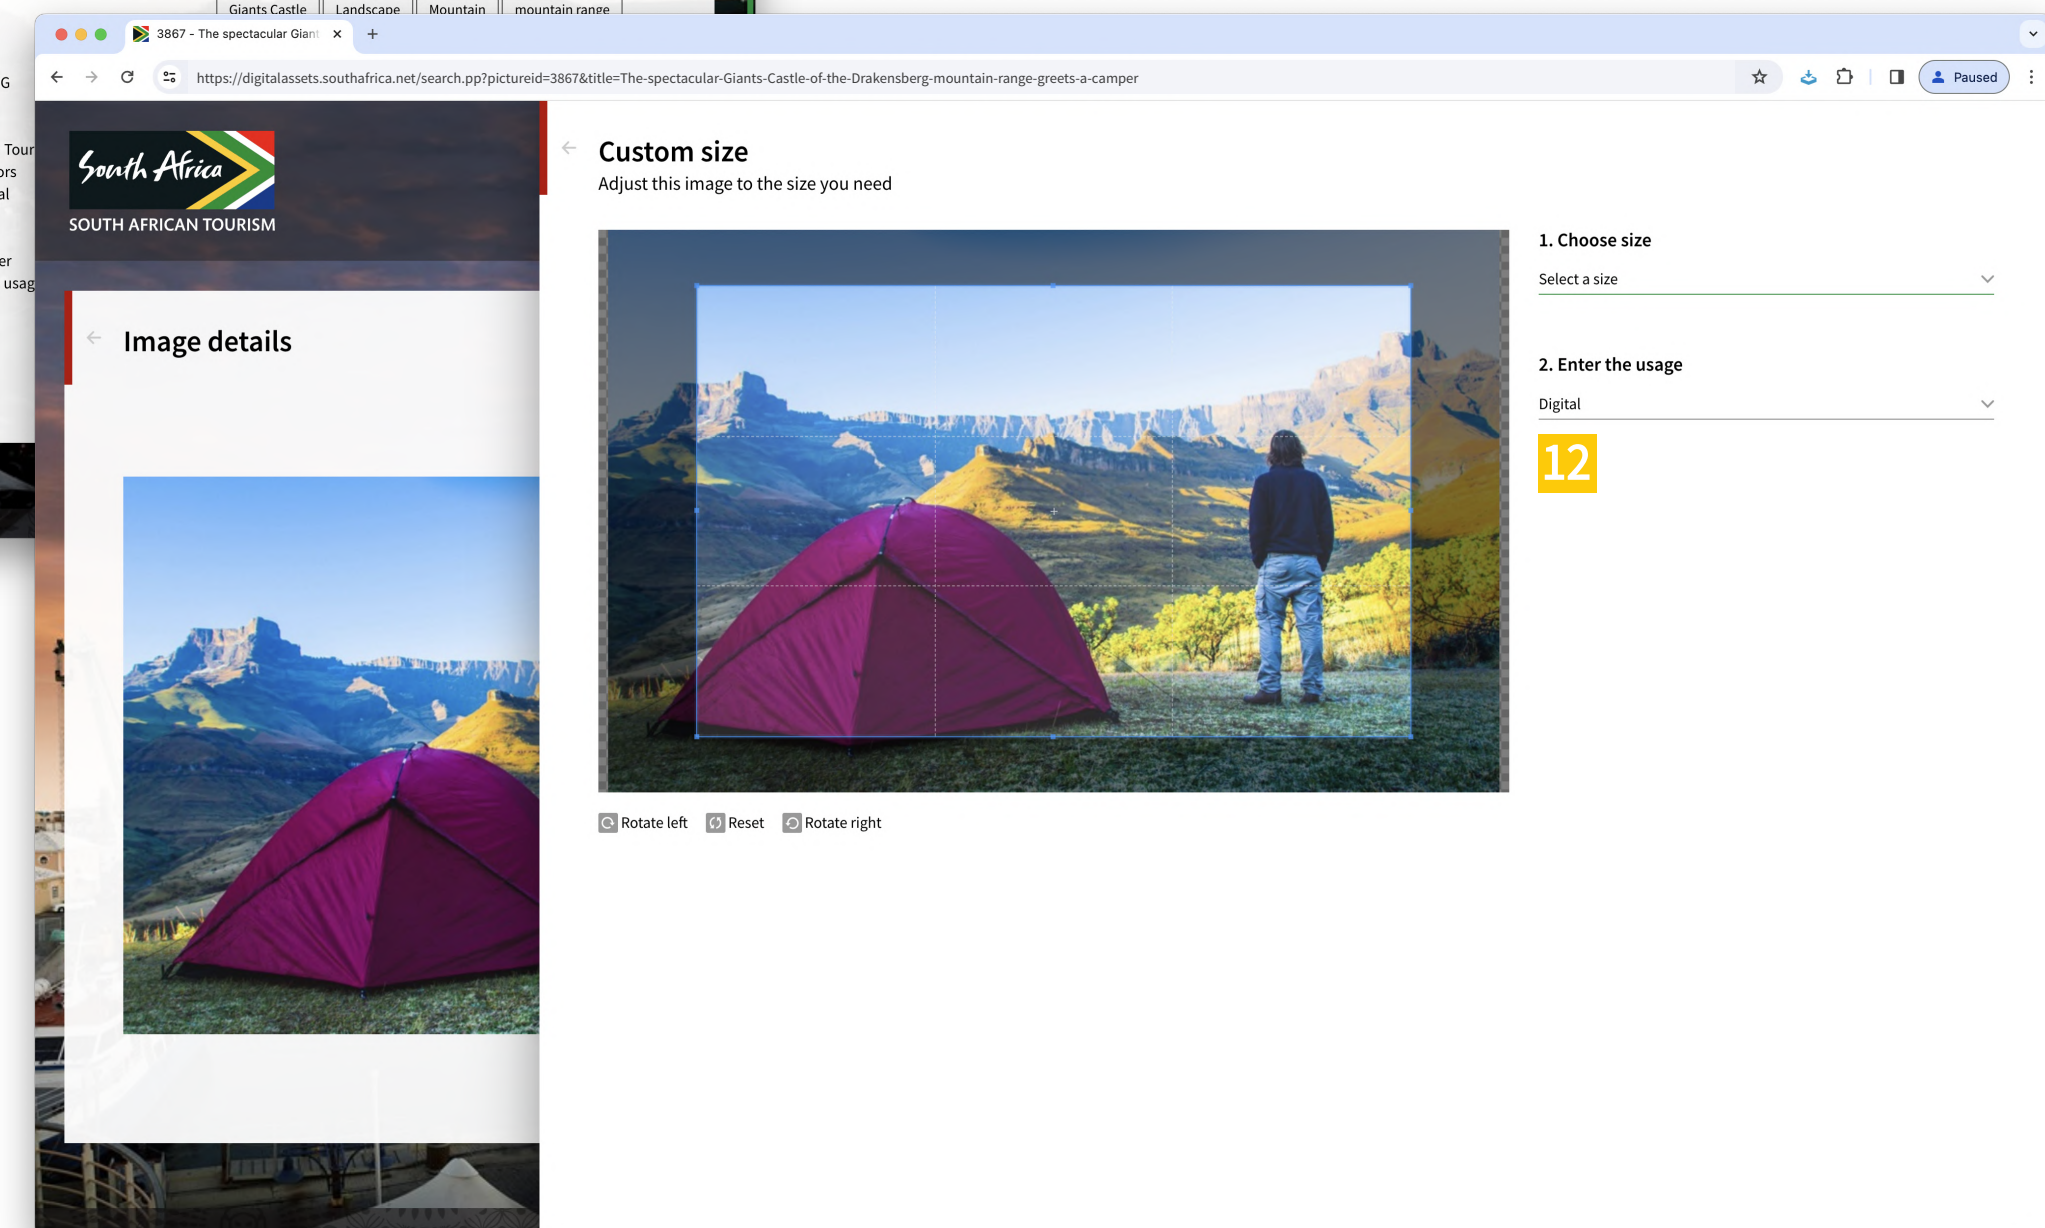 Giants Castle
Landscape
Mountain
mountain range
G
Tour
ors
al
er
usag
3867 - The spectacular Giant
https://digitalassets.southafrica.net/search.pp?pictureid=3867&title=The-spectacular-Giants-Castle-of-the-Drakensberg-mountain-range-greets-a-camper
Paused
South Africa
SOUTH AFRICAN TOURISM
Image details
Custom size
Adjust this image to the size you need
Rotate left
Reset
Rotate right
1. Choose size
Select a size
2. Enter the usage
Digital
12